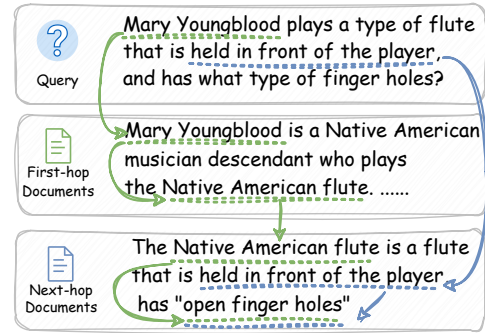 Mary Youngblood plays a type of flute
that is held in front of the player,
and has what type of finger holes?
Query
Mary Youngblood is a Native American
musician descendant who plays
the Native American flute. ......
First-hop
Documents
The Native American flute is a flute
that is held in front of the player
has "open finger holes"
Next-hop
Documents